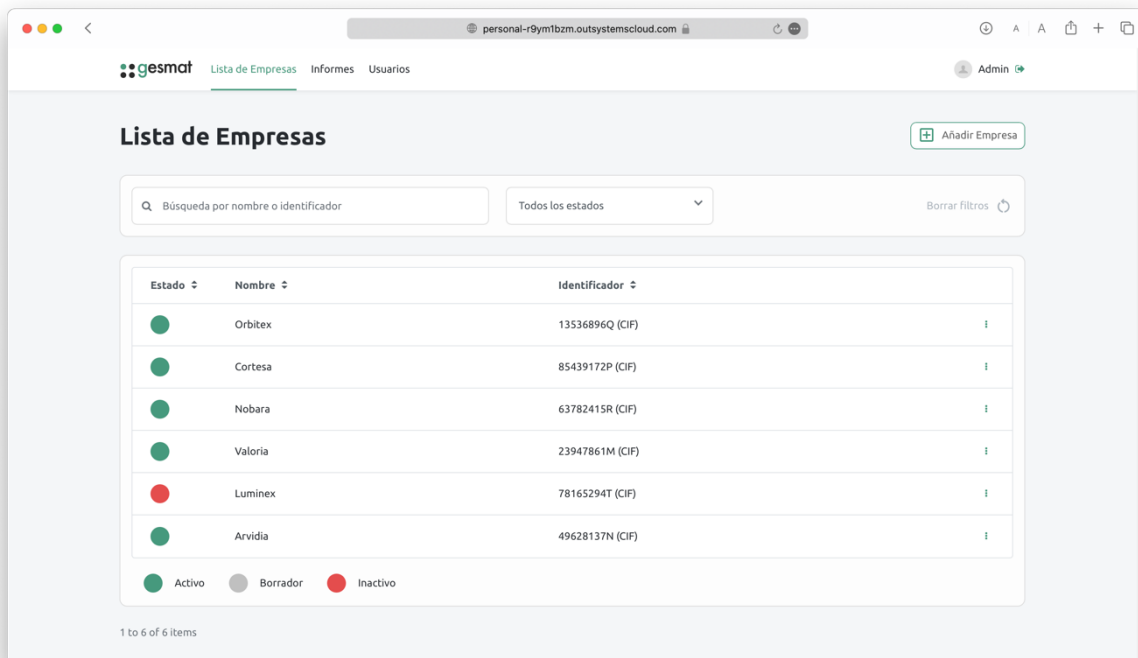 personal-r9ym1bzm.outsystemscloud.com
A A
gesmat Lista de Empresas Informes Usuarios Admin
Lista de Empresas
Añadir Empresa
Búsqueda por nombre o identificador Todos los estados Borrar filtros
Estado Nombre Identificador
Orbitex 13536896Q (CIF)
Cortesa 85439172P (CIF)
Nobara 63782415R (CIF)
Valoria 23947861M (CIF)
Luminex 78165294T (CIF)
Arvidia 49628137N (CIF)
Activo Borrador Inactivo
1 to 6 of 6 items